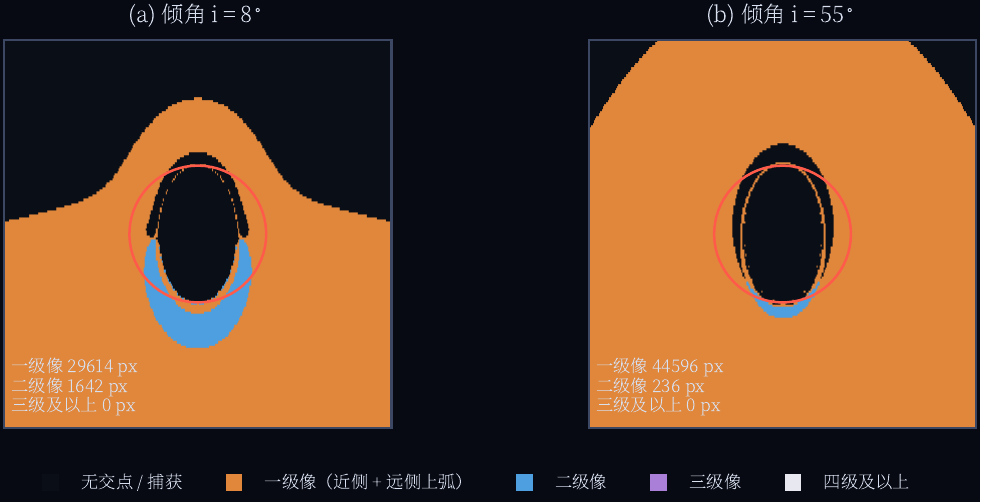 (a) 倾角 i = 8°
(b) 倾角 i = 55°
一级像 29614 px
二级像 1642 px
三级及以上 0 px
一级像 44596 px
二级像 236 px
三级及以上 0 px
无交点 / 捕获
一级像（近侧 + 远侧上弧）
二级像
三级像
四级及以上